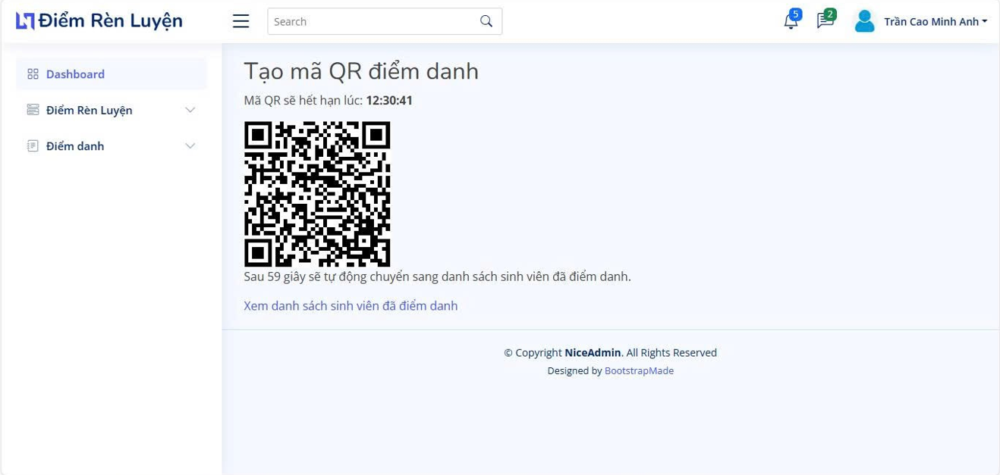 Điểm Rèn Luyện
Search
5
2
Trần Cao Minh Anh
Dashboard
Điểm Rèn Luyện
Điểm danh
Tạo mã QR điểm danh
Mã QR sẽ hết hạn lúc: 12:30:41
Sau 59 giây sẽ tự động chuyển sang danh sách sinh viên đã điểm danh.
Xem danh sách sinh viên đã điểm danh
© Copyright NiceAdmin. All Rights Reserved
Designed by BootstrapMade